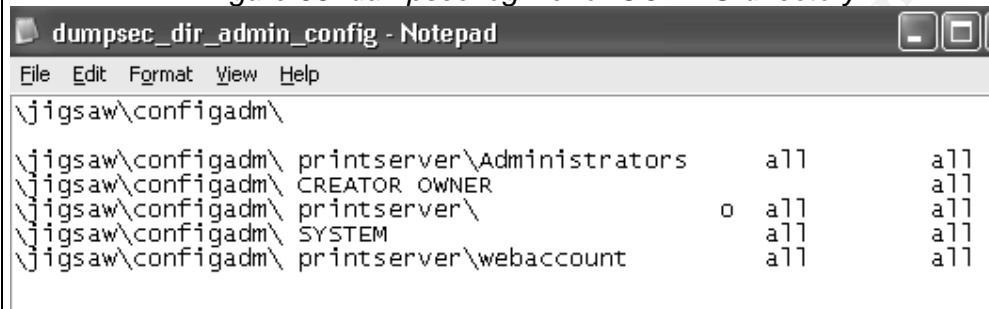 dumpsec_dir_admin_config - Notepad
File Edit Format View Help
\jigsaw\configadm\
\jigsaw\configadm\ printserver\Administrators all all
\jigsaw\configadm\ CREATOR OWNER all
\jigsaw\configadm\ printserver\ o all all
\jigsaw\configadm\ SYSTEM all all
\jigsaw\configadm\ printserver\webaccount all all